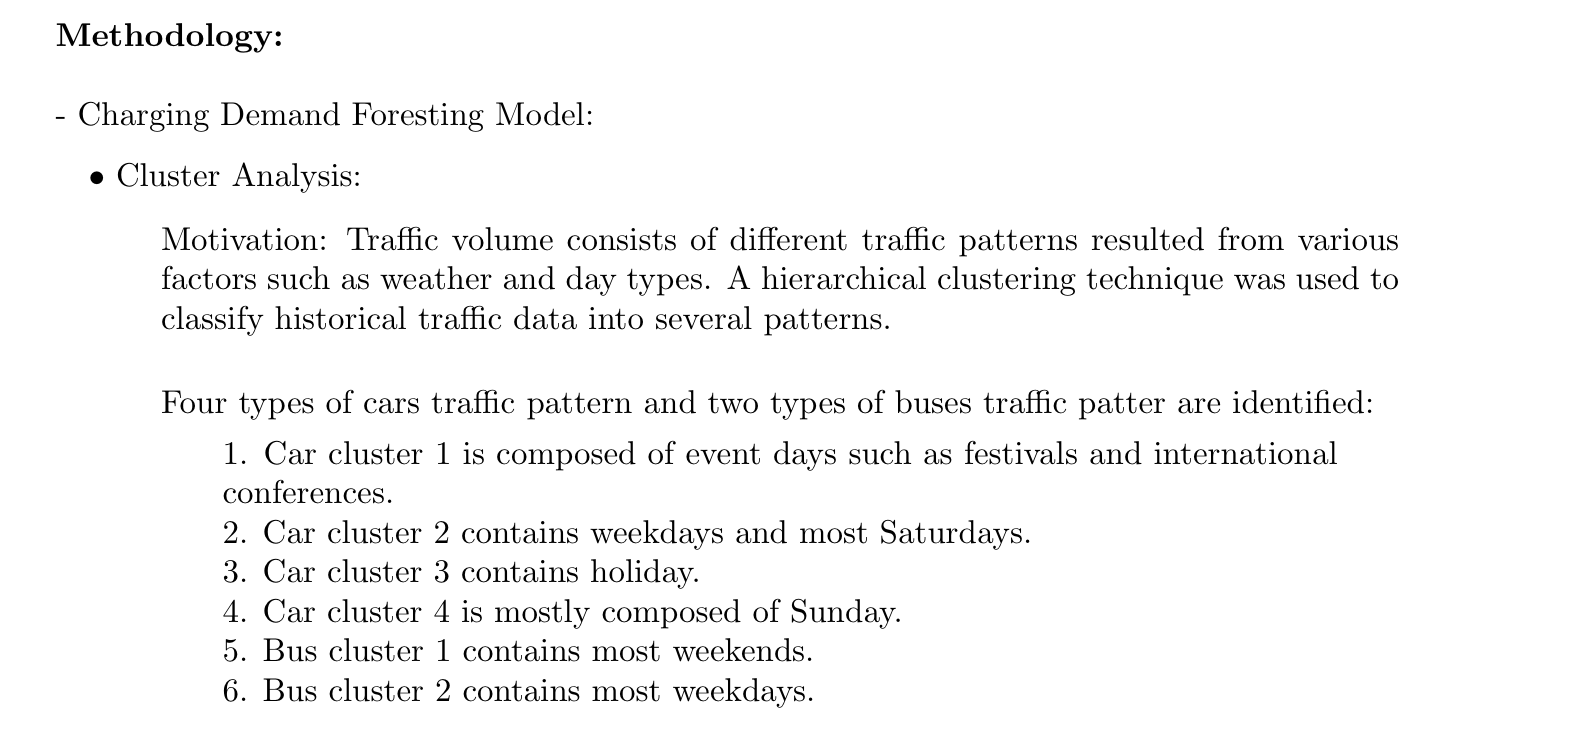 Methodology:
- Charging Demand Foresting Model:
• Cluster Analysis:
Motivation: Traffic volume consists of different traffic patterns resulted from various
factors such as weather and day types. A hierarchical clustering technique was used to
classify historical traffic data into several patterns.
Four types of cars traffic pattern and two types of buses traffic patter are identified:
1. Car cluster 1 is composed of event days such as festivals and international
conferences.
2. Car cluster 2 contains weekdays and most Saturdays.
3. Car cluster 3 contains holiday.
4. Car cluster 4 is mostly composed of Sunday.
5. Bus cluster 1 contains most weekends.
6. Bus cluster 2 contains most weekdays.